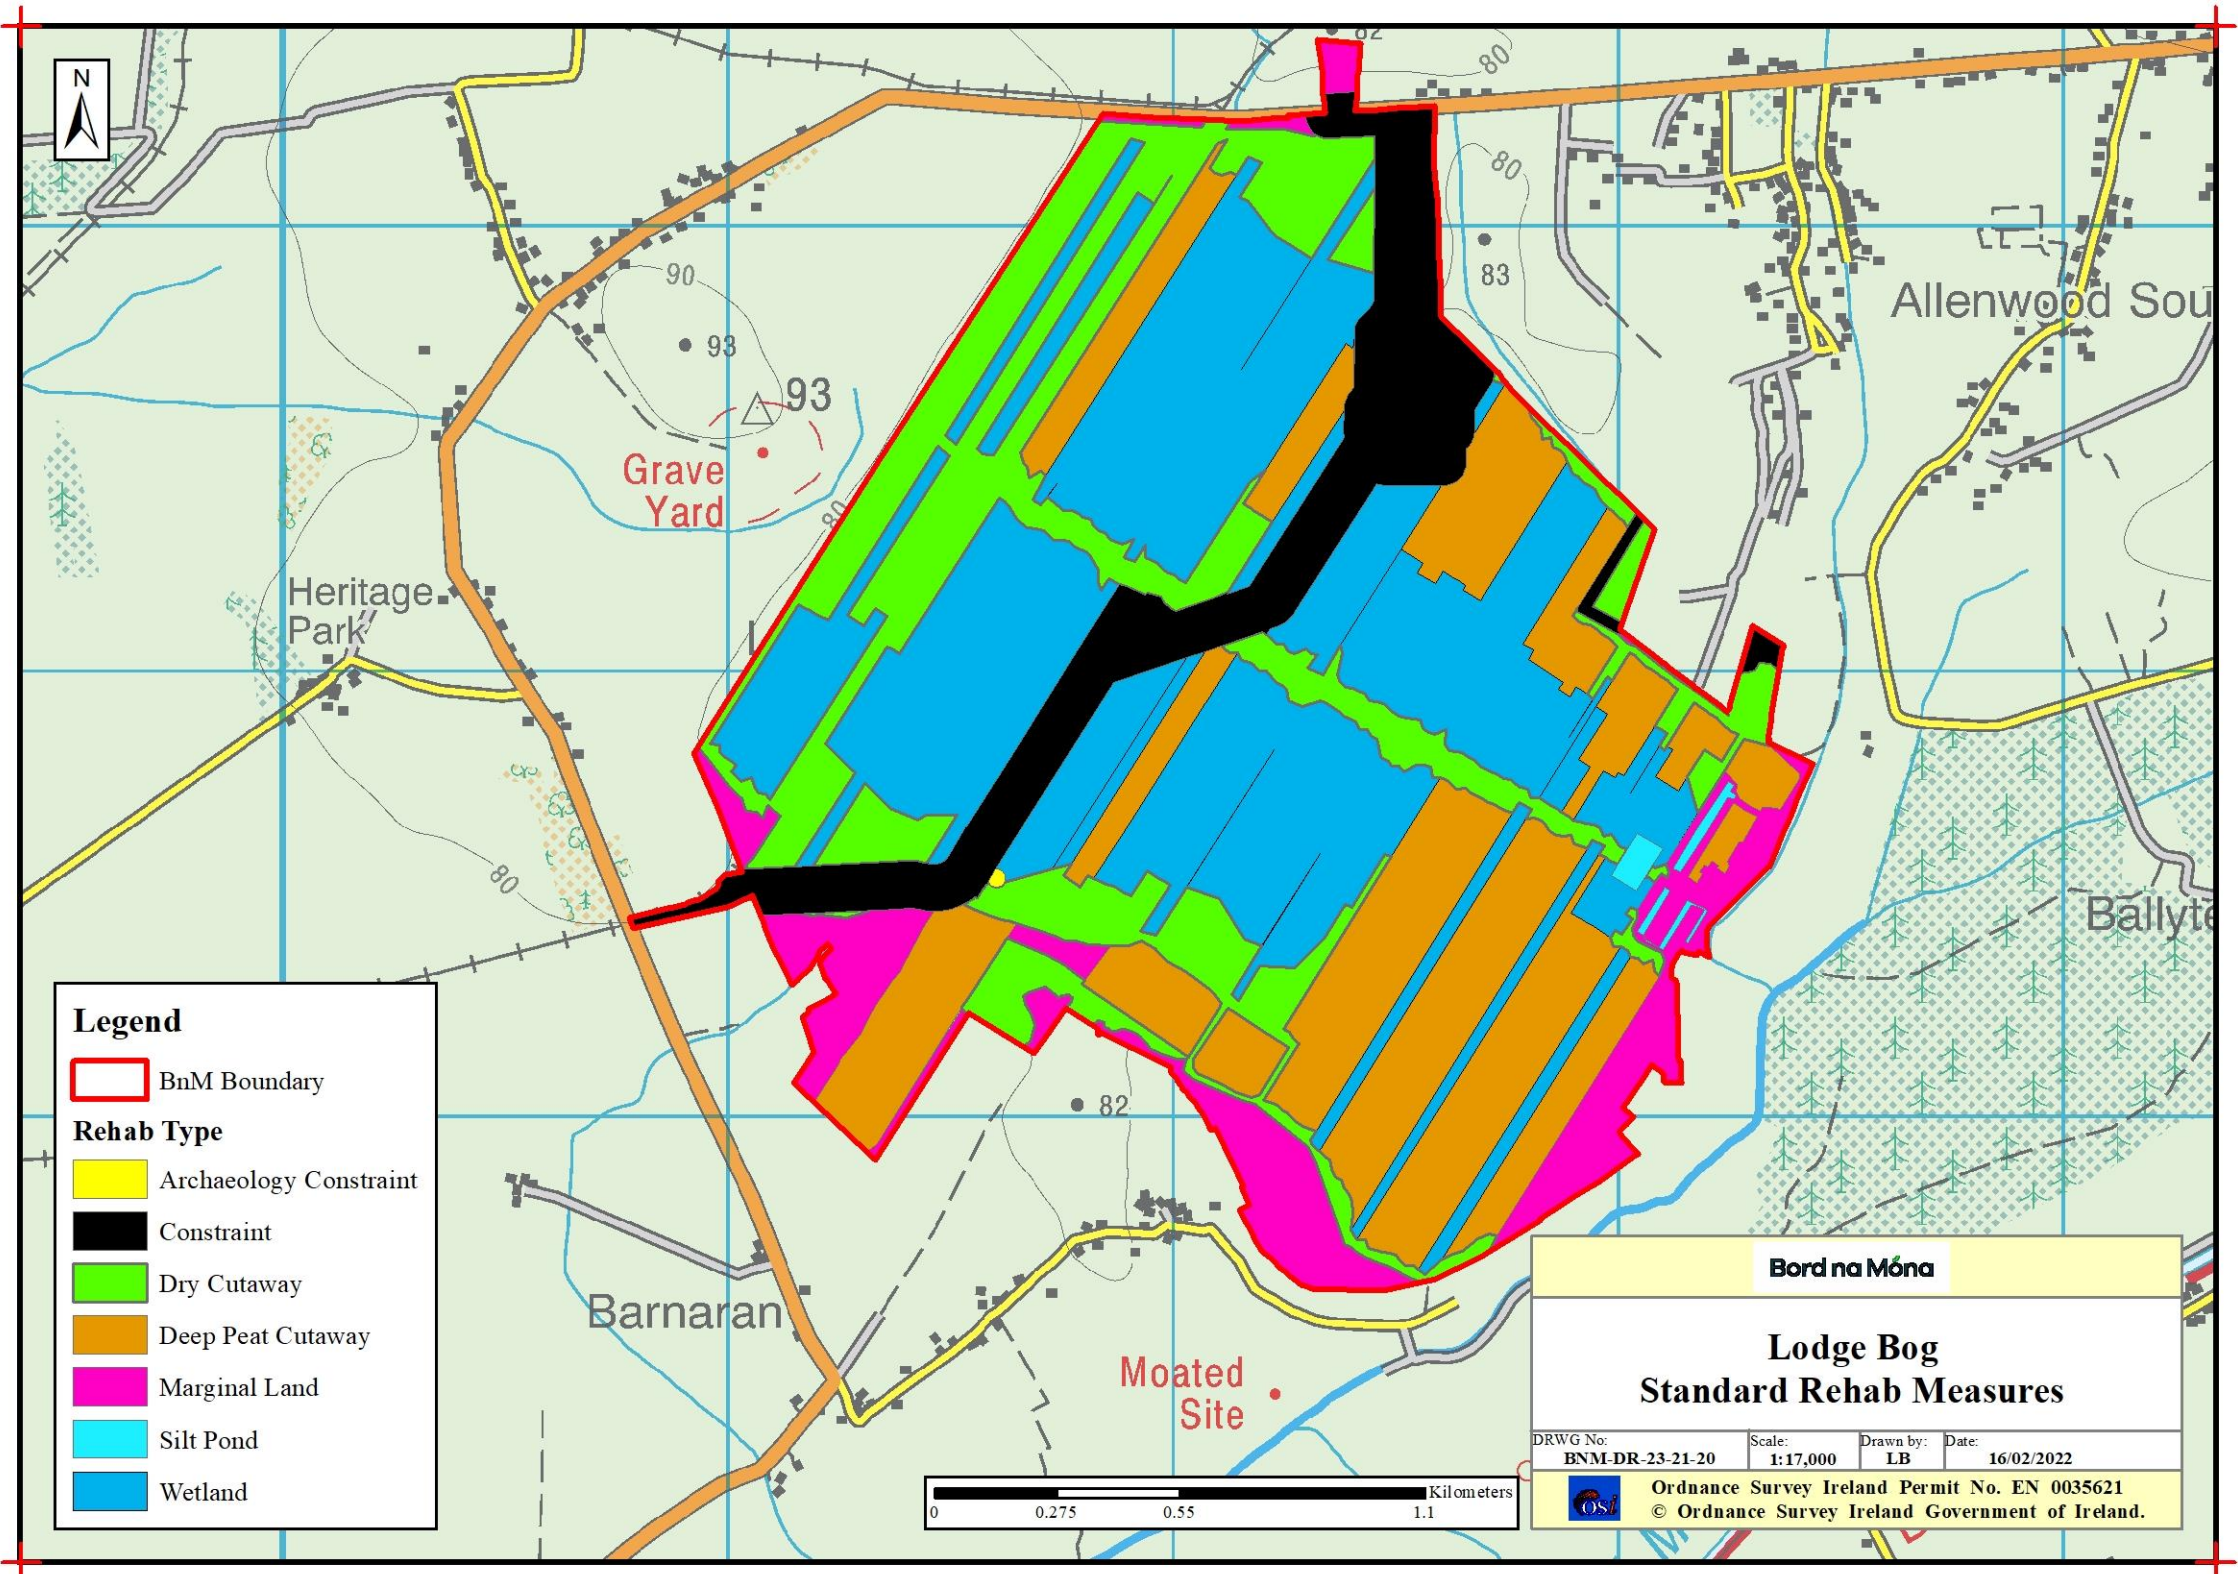 N
82
80
80
83
90
93
93
Allenwood Sou
Grave
Yard
80
Heritage
Park
80
Ballyte
82
Barnaran
Moated
Site
Legend
BnM Boundary
Rehab Type
Archaeology Constraint
Constraint
Dry Cutaway
Deep Peat Cutaway
Marginal Land
Silt Pond
Wetland
Kilometers
0 0.275 0.55 1.1
Bord na Móna
Lodge Bog
Standard Rehab Measures
DRWG No: Scale: Drawn by: Date:
BNM-DR-23-21-20 1:17,000 LB 16/02/2022
OSi
Ordnance Survey Ireland Permit No. EN 0035621
© Ordnance Survey Ireland Government of Ireland.